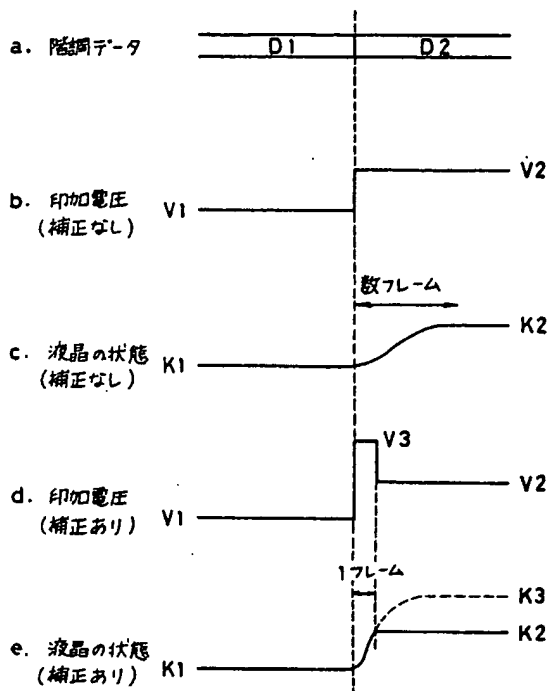 a. 階調データ D1 D2
b. 印加電圧 V1 V2
(補正なし)
数フレーム
c. 液晶の状態 K1 K2
(補正なし)
V3
d. 印加電圧 V1 V2
(補正あり)
1フレーム
K3
K2
e. 液晶の状態 K1
(補正あり)